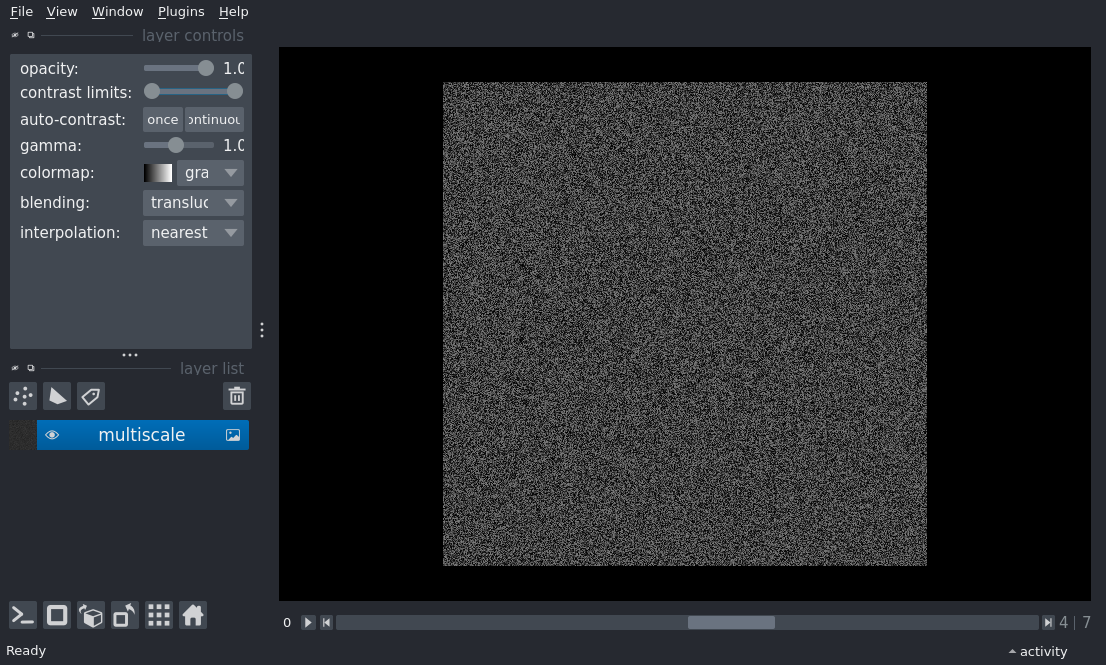 File View Window Plugins Help
layer controls
opacity: 1.0
contrast limits:
auto-contrast: once ontinuou
gamma: 1.0
colormap: gra
blending: transluc
interpolation: nearest
layer list
multiscale
0 4 | 7
Ready activity